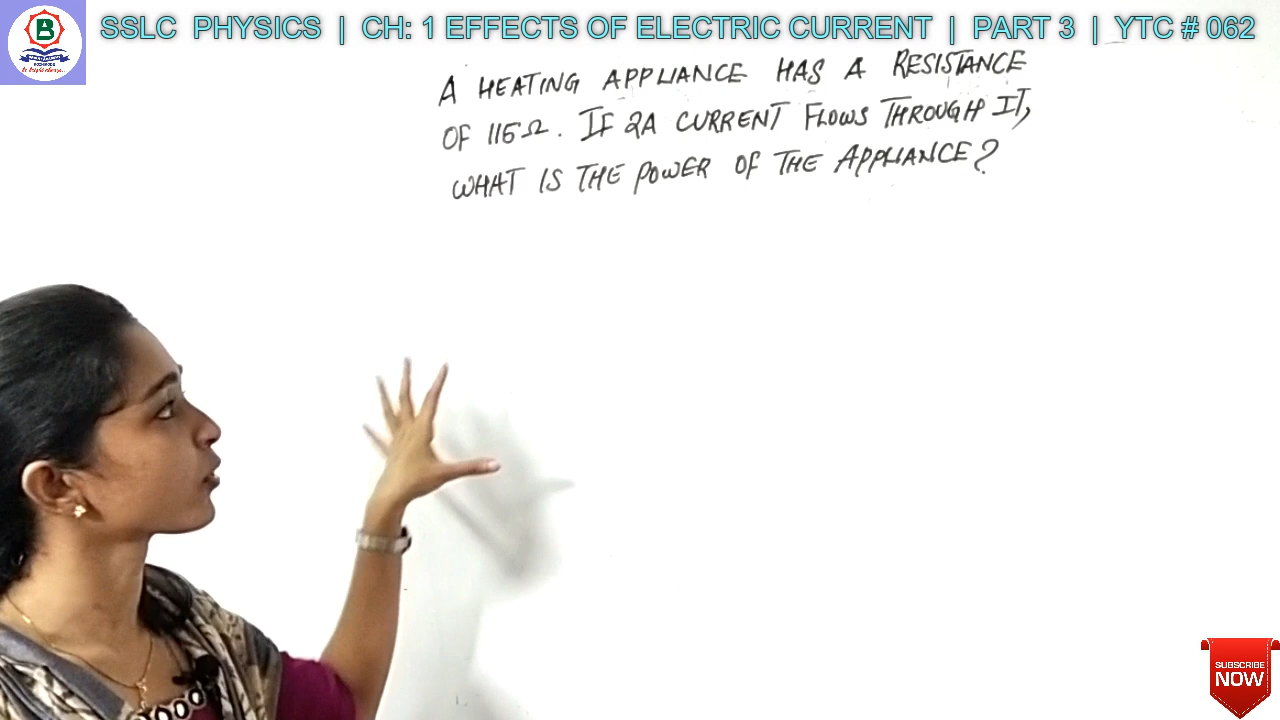 SSLC PHYSICS | CH: 1 EFFECTS OF ELECTRIC CURRENT | PART 3 | YTC # 062
B
A HEATING APPLIANCE HAS A RESISTANCE
OF 115Ω. IF 2A CURRENT FLOWS THROUGH IT,
WHAT IS THE POWER OF THE APPLIANCE?
SUBSCRIBE
NOW